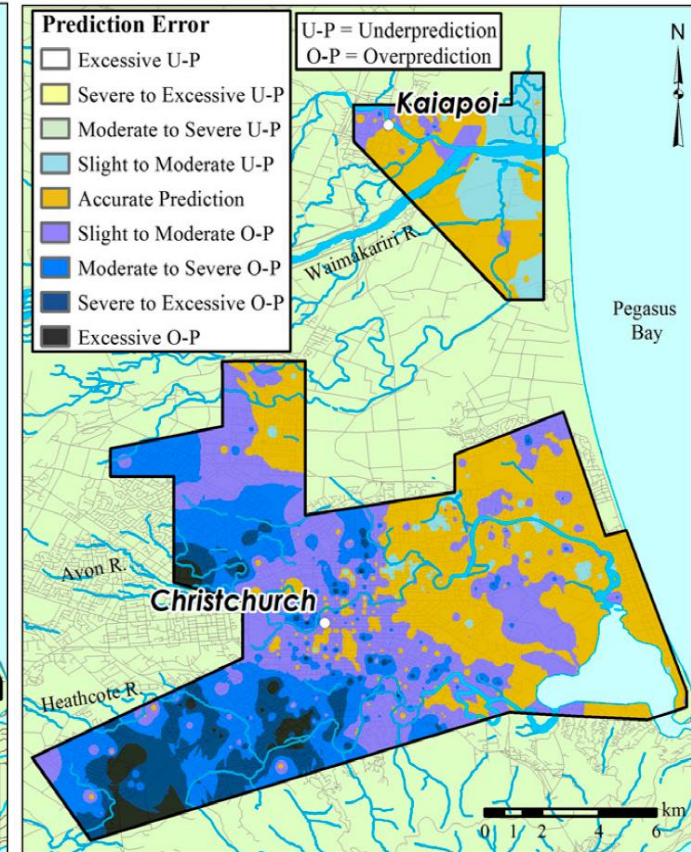 Prediction Error
Excessive U-P
Severe to Excessive U-P
Moderate to Severe U-P
Slight to Moderate U-P
Accurate Prediction
Slight to Moderate O-P
Moderate to Severe O-P
Severe to Excessive O-P
Excessive O-P
U-P = Underprediction
O-P = Overprediction
N
Kaiapoi
Waimakariri R.
Pegasus
Bay
Avon R.
Christchurch
Heathcote R.
km
0 1 2 4 6